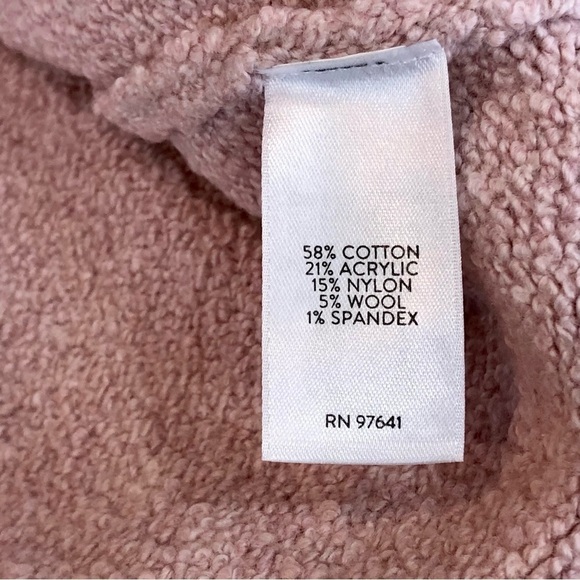 58% COTTON
21% ACRYLIC
15% NYLON
5% WOOL
1% SPANDEX
RN 97641